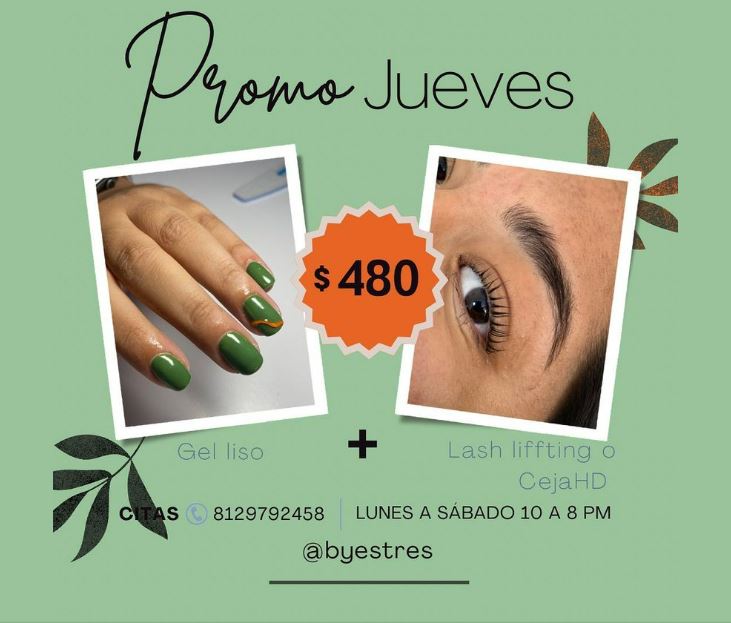 Promo Jueves
$ 480
Gel liso
+
Lash liffting o
CejaHD
CITAS 8129792458 | LUNES A SÁBADO 10 A 8 PM
@byestres